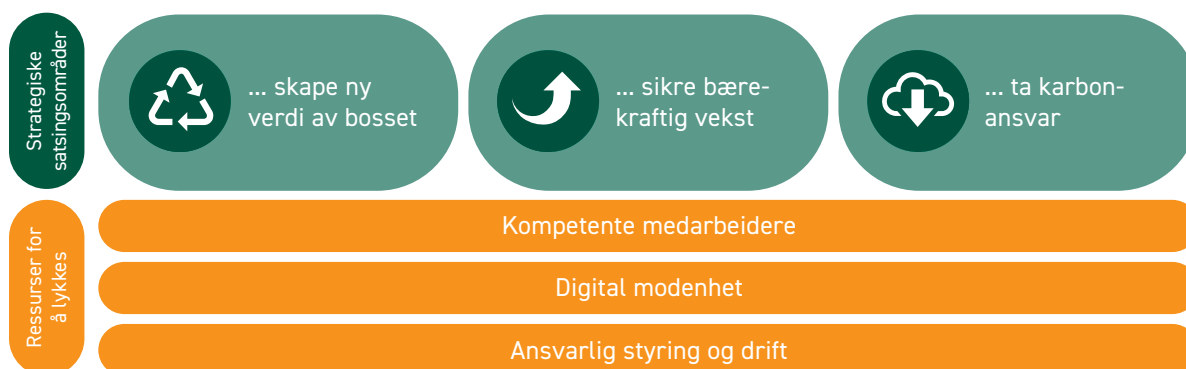 Strategiske
satsingsområder
... skape ny
verdi av bosset
... sikre bære-
kraftig vekst
... ta karbon-
ansvar
Ressurser for
å lykkes
Kompetente medarbeidere
Digital modenhet
Ansvarlig styring og drift